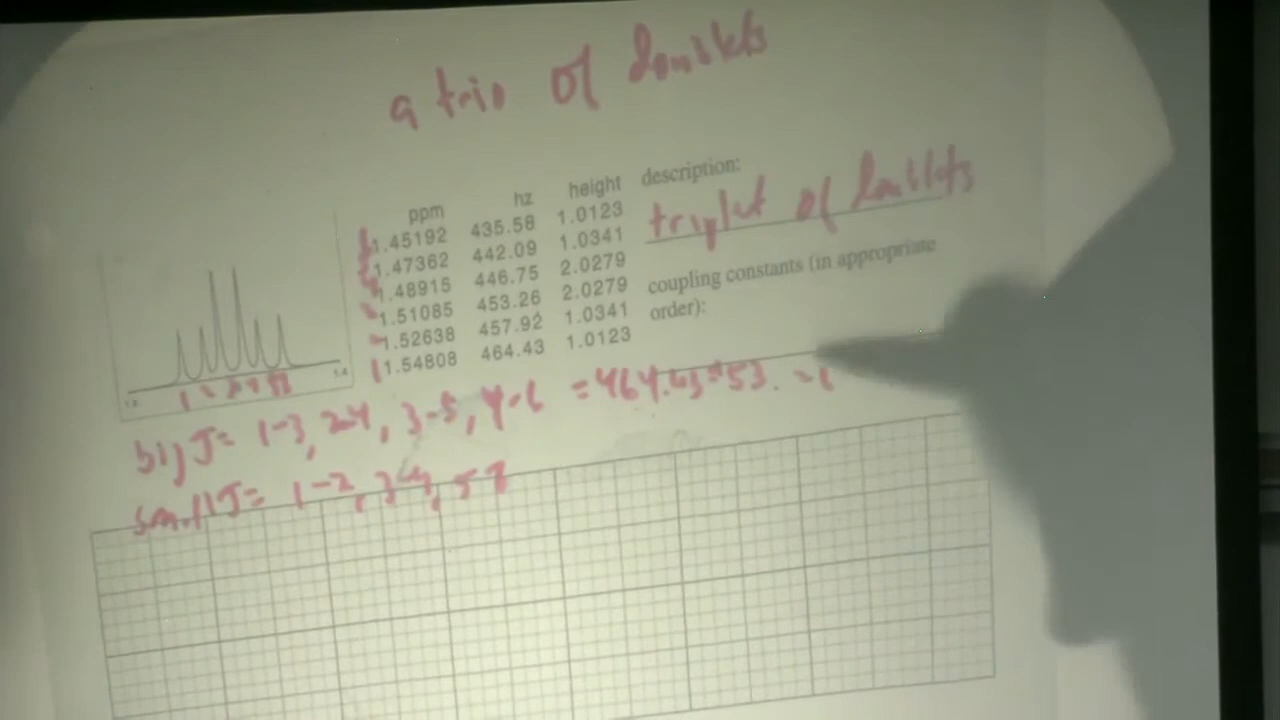 a trio of doublets
ppm hz height description:
1.45192 435.58 1.0123 triplet of doublets
1.47362 442.09 1.0341
1.48915 446.75 2.0279 coupling constants (in appropriate
1.51085 453.26 2.0279 order):
1.52638 457.92 1.0341
1.54808 464.43 1.0123
big J= 1-3, 2-4, 3-5, 4-6 = 464.43-453.
small J= 1-2, 3-4, 5